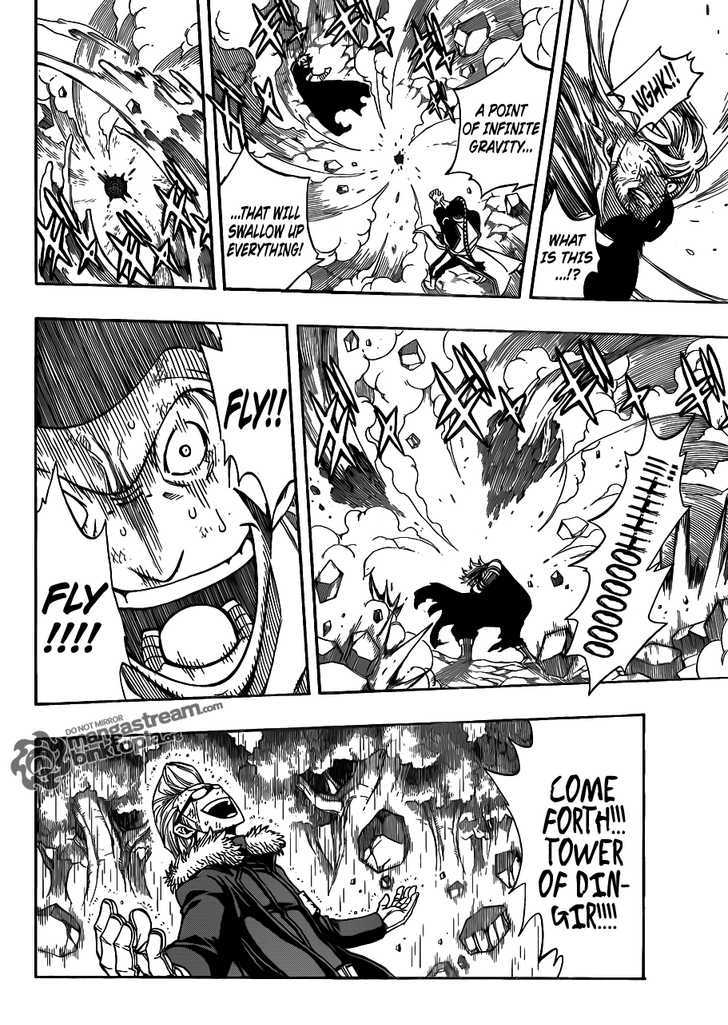 NGHK!!
WHAT
IS THIS
...!?
A POINT
OF INFINITE
GRAVITY...
...THAT WILL
SWALLOW UP
EVERYTHING!
FLY!!
FLY
!!!!
DO NOT MIRROR
mangastream.com
COME
FORTH!!!
TOWER
OF DIN-
GIR!!!!